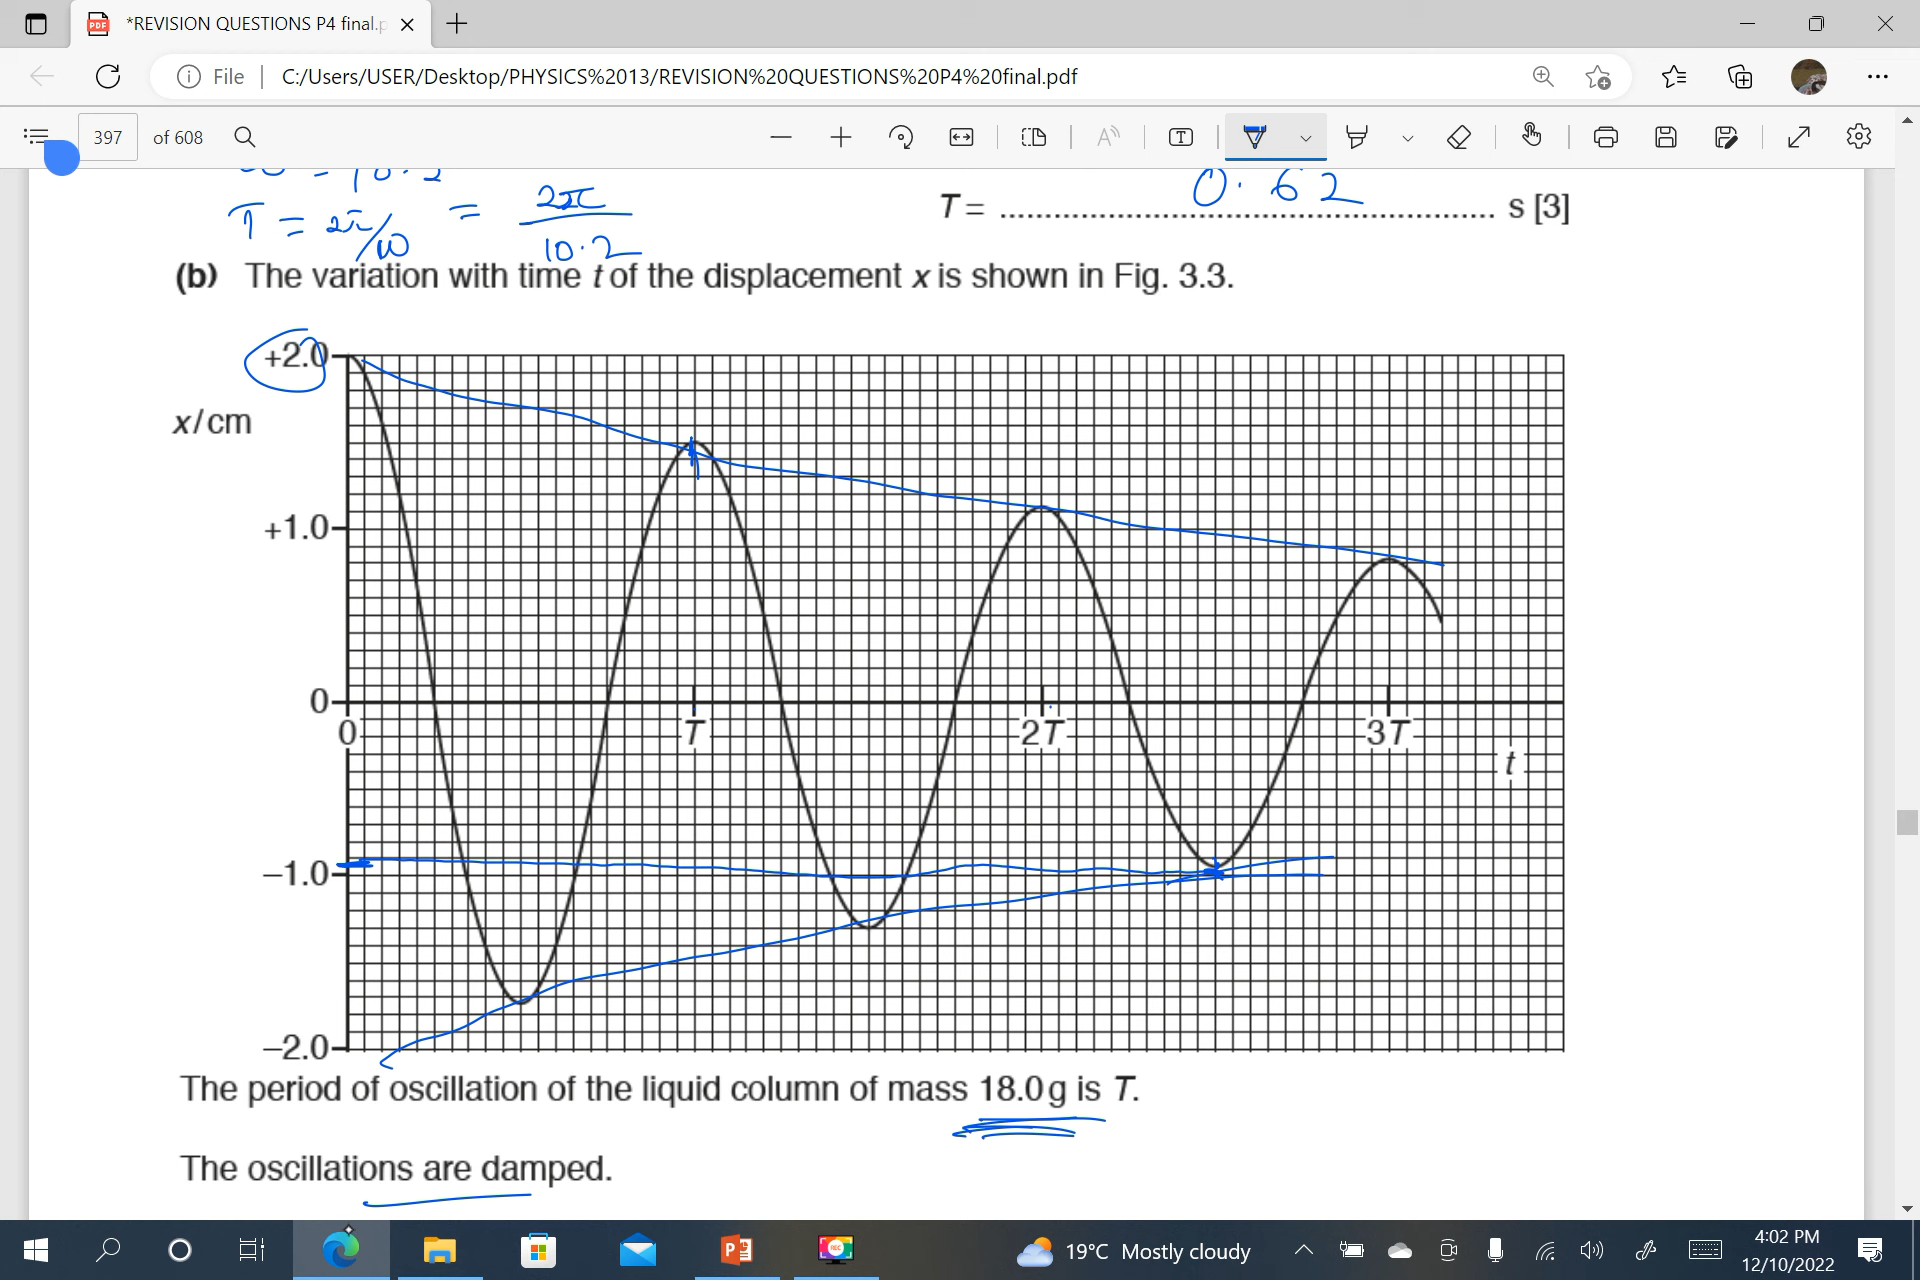 *REVISION QUESTIONS P4 final.p
File C:/Users/USER/Desktop/PHYSICS%2013/REVISION%20QUESTIONS%20P4%20final.pdf
397 of 608
T = 2π/ω = 2π/10.2
T = 0.62 s [3]
(b) The variation with time t of the displacement x is shown in Fig. 3.3.
+2.0
x/cm
+1.0
0
0 T 2T 3T
t
–1.0
–2.0
The period of oscillation of the liquid column of mass 18.0 g is T.
The oscillations are damped.
19°C Mostly cloudy
4:02 PM
12/10/2022